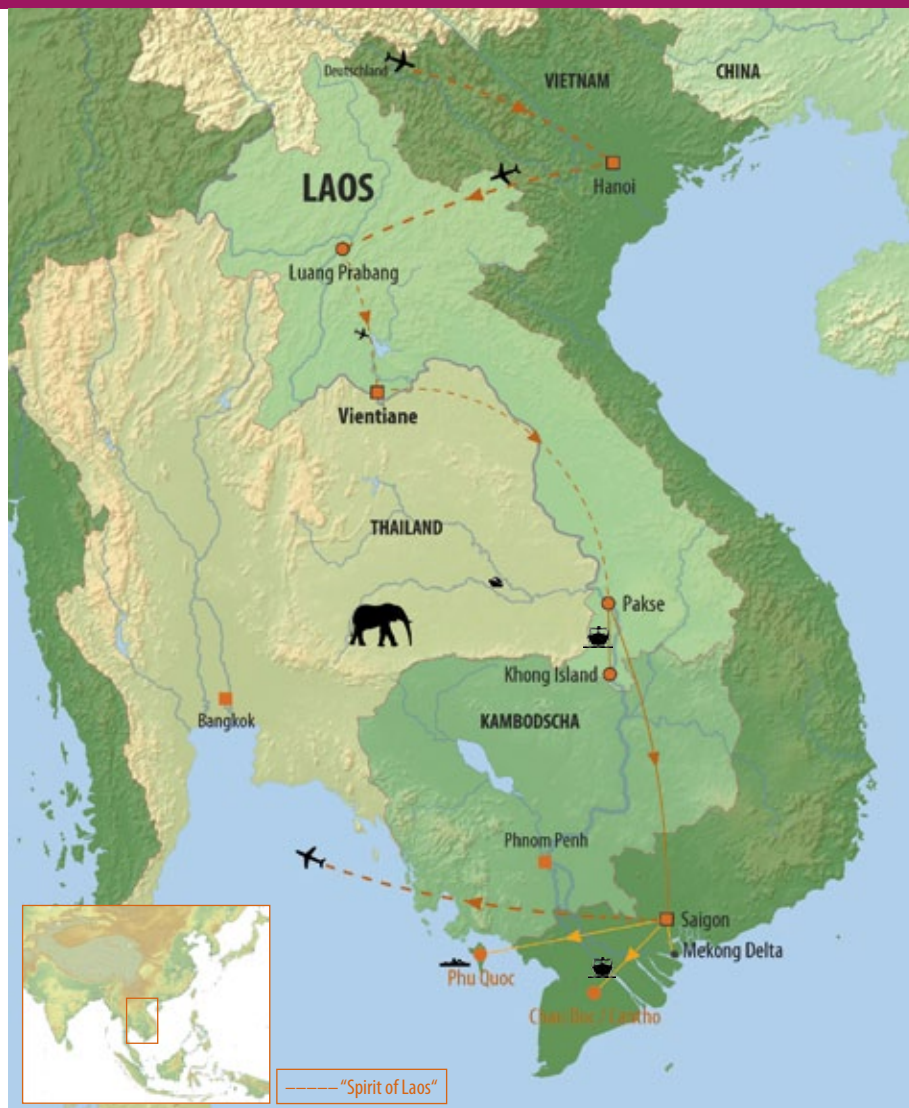 Deutschland
VIETNAM
CHINA
LAOS
Hanoi
Luang Prabang
Vientiane
THAILAND
Pakse
Khong Island
KAMBODSCHA
Bangkok
Phnom Penh
Saigon
Mekong Delta
Phu Quoc
Chau Duc / Cantho
"Spirit of Laos"